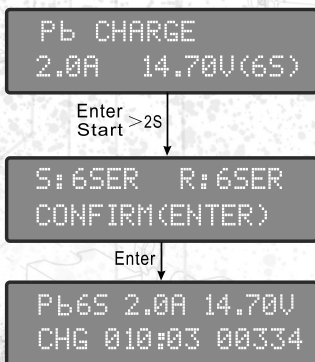 Pb CHARGE
2.0A 14.70V(6S)
Enter
Start >2S
S:6SER R:6SER
CONFIRM(ENTER)
Enter
Pb6S 2.0A 14.70V
CHG 010:03 00334